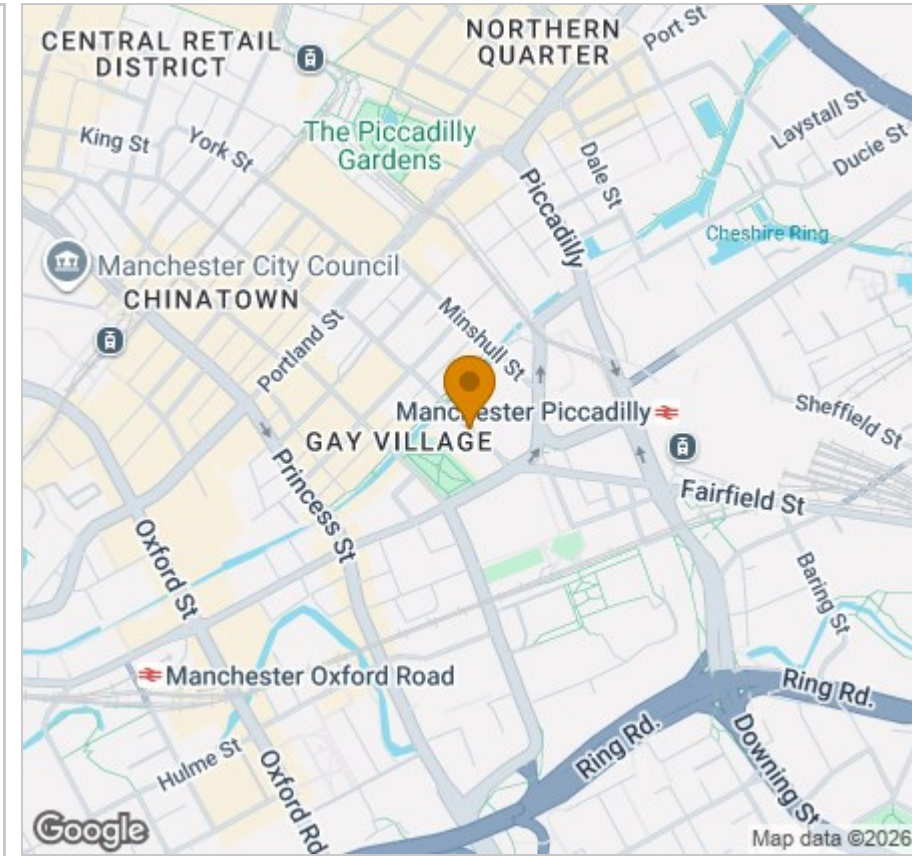 CENTRAL RETAIL
DISTRICT
NORTHERN
QUARTER
Port St
Laystall St
Ducie St
King St
York St
The Piccadilly
Gardens
Dale St
Piccadilly
Cheshire Ring
Manchester City Council
CHINATOWN
Minshull St
Portland St
Manchester Piccadilly
Sheffield St
GAY VILLAGE
Princess St
Fairfield St
Oxford St
Baring St
Manchester Oxford Road
Ring Rd.
Ring Rd.
Downing St
Hulme St
Oxford Rd
Google
Map data ©2026